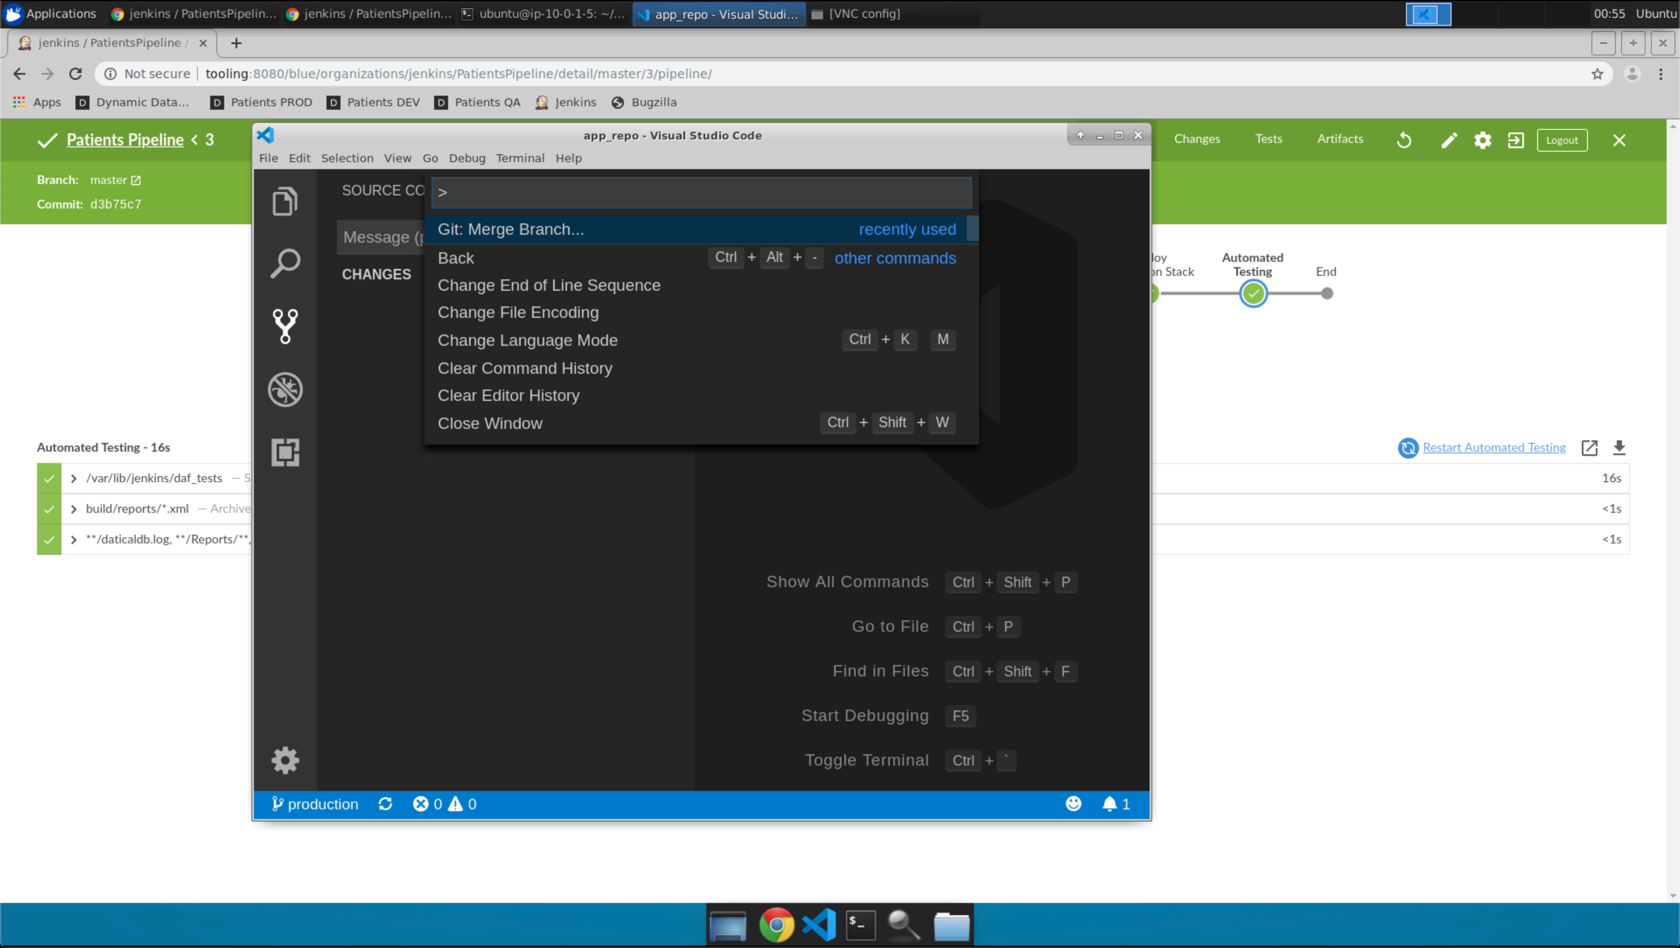 Applications
jenkins / PatientsPipelin...
jenkins / PatientsPipelin...
ubuntu@ip-10-0-1-5: ~/...
app_repo - Visual Studi...
[VNC config]
00:55
Ubuntu
jenkins / PatientsPipeline /
Not secure
tooling:8080/blue/organizations/jenkins/PatientsPipeline/detail/master/3/pipeline/
Apps
Dynamic Data...
Patients PROD
Patients DEV
Patients QA
Jenkins
Bugzilla
Patients Pipeline < 3
Changes
Tests
Artifacts
Logout
Branch: master
Commit: d3b75c7
app_repo - Visual Studio Code
File Edit Selection View Go Debug Terminal Help
SOURCE CO
>
Message (p
CHANGES
Git: Merge Branch... recently used
Back Ctrl + Alt + - other commands
Change End of Line Sequence
Change File Encoding
Change Language Mode Ctrl + K M
Clear Command History
Clear Editor History
Close Window Ctrl + Shift + W
Show All Commands Ctrl + Shift + P
Go to File Ctrl + P
Find in Files Ctrl + Shift + F
Start Debugging F5
Toggle Terminal Ctrl + `
production
0
0
1
loy
on Stack
Automated
Testing
End
Automated Testing - 16s
Restart Automated Testing
> /var/lib/jenkins/daf_tests — S
16s
> build/reports/*.xml — Archive
<1s
> **/daticaldb.log, **/Reports/**,
<1s
$_